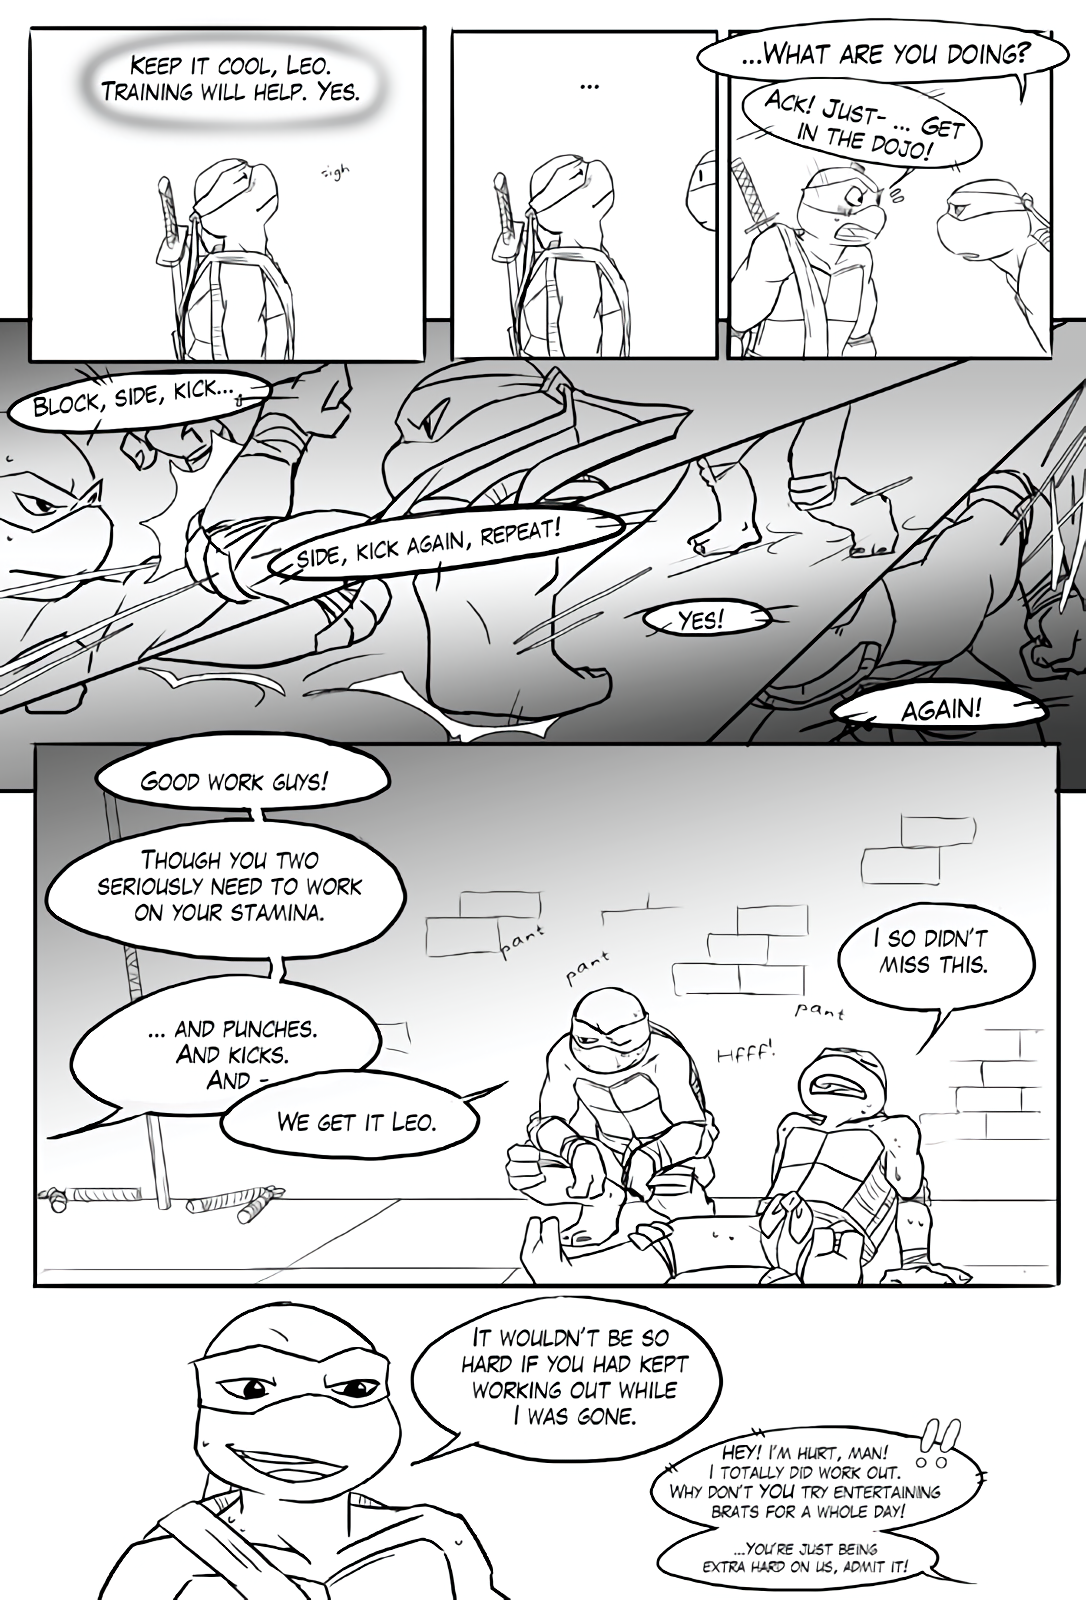 Keep it cool, Leo.
Training will help. Yes.
sigh
...
...What are you doing?
Ack! Just- ... Get
in the dojo!
Block, side, kick...,
side, kick again, repeat!
Yes!
Again!
Good work guys!
Though you two
seriously need to work
on your stamina.
... and punches.
And kicks.
And -
We get it Leo.
pant
pant
pant
Hfff!
I so didn't
miss this.
It wouldn't be so
hard if you had kept
working out while
I was gone.
Hey! I'm hurt, man!
I totally did work out.
Why don't YOU try entertaining
brats for a whole day!
!!
...You're just being
extra hard on us, admit it!